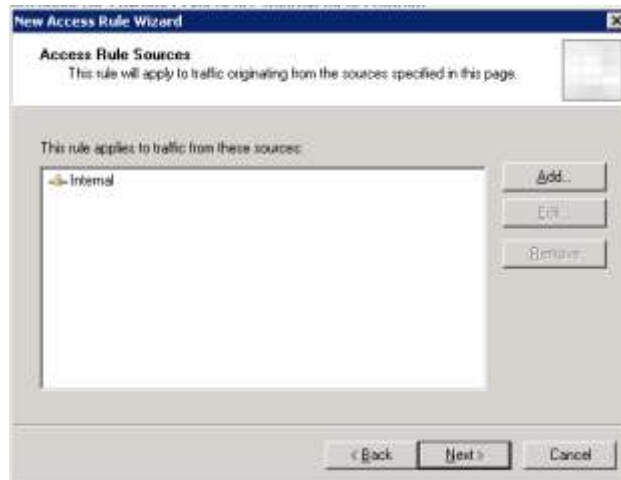 New Access Rule Wizard
Access Rule Sources
This rule will apply to traffic originating from the sources specified in this page.
This rule applies to traffic from these sources:
Internal
Add...
Edit...
Remove
< Back
Next >
Cancel